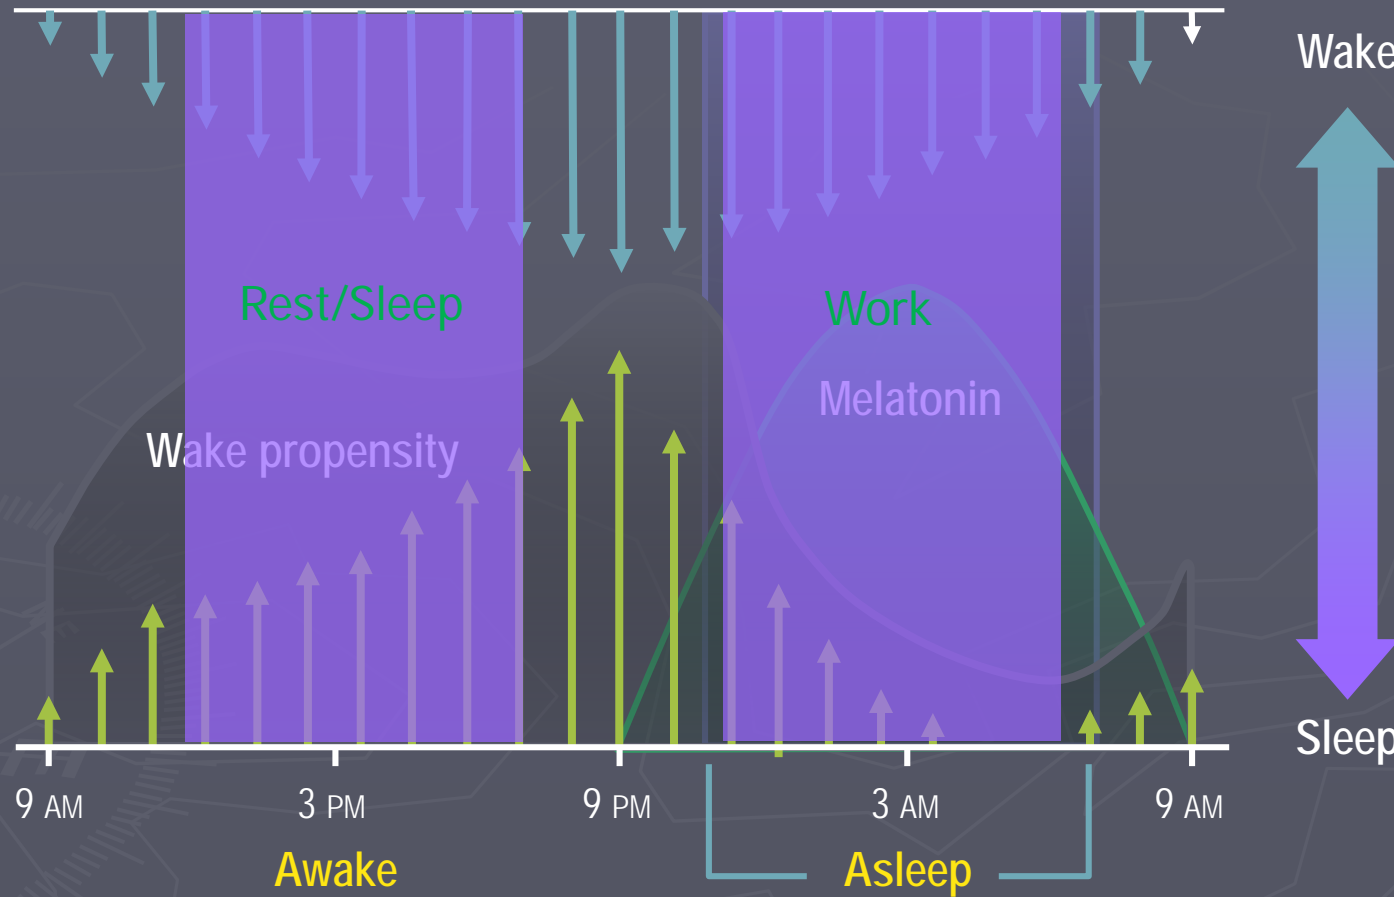 Wake
Rest/Sleep
Work
Melatonin
Wake propensity
Sleep
9 AM
3 PM
9 PM
3 AM
9 AM
Awake
Asleep